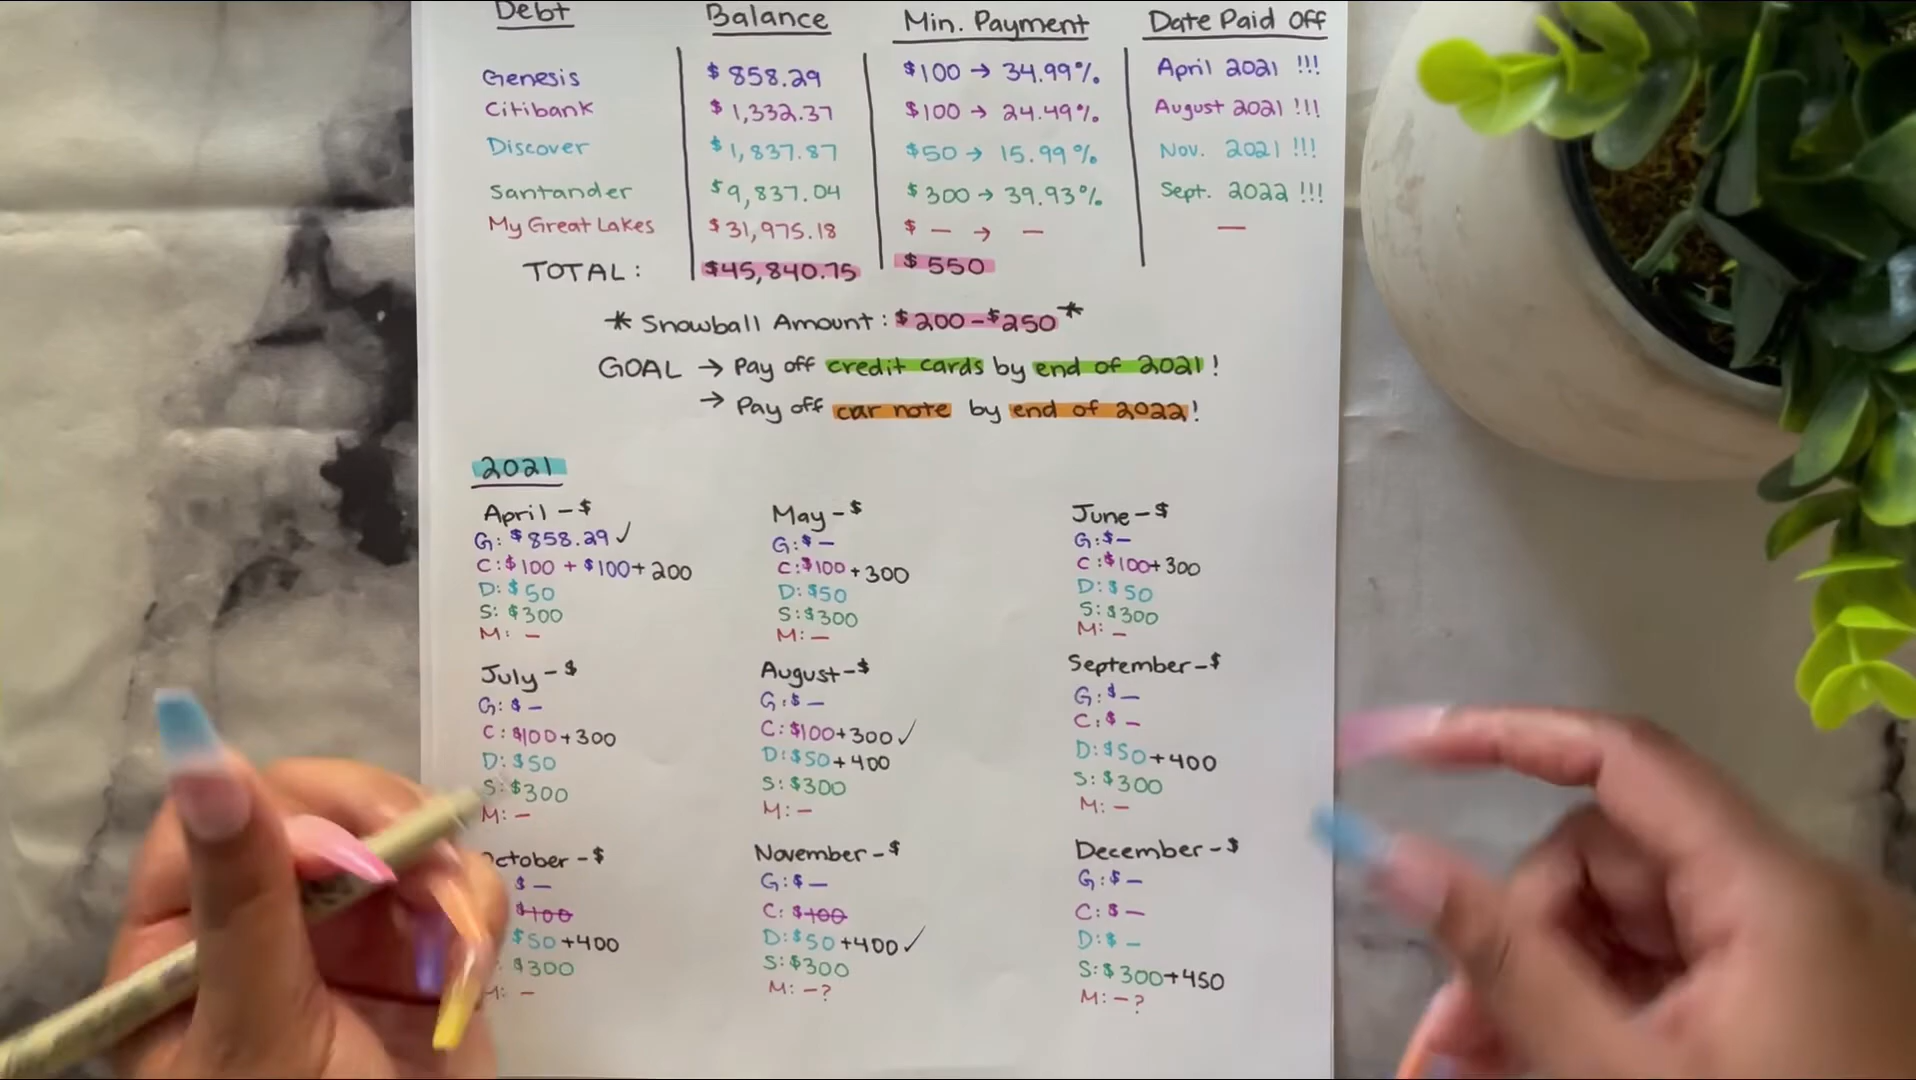 Debt Balance Min. Payment Date Paid Off
Genesis $858.29 $100 → 34.99% April 2021 !!!
Citibank $1,332.37 $100 → 24.49% August 2021 !!!
Discover $1,837.87 $50 → 15.99% Nov. 2021 !!!
Santander $9,837.04 $300 → 39.93% Sept. 2022 !!!
My Great Lakes $31,975.18 $ — → — —
TOTAL: $45,840.75 $550
* Snowball Amount: $200-$250 *
GOAL → Pay off credit cards by end of 2021!
→ Pay off car note by end of 2022!
2021
April - $
G: $858.29 ✓
C: $100 + $100 + 200
D: $50
S: $300
M: —
May - $
G: $ —
C: $100 + 300
D: $50
S: $300
M: —
June - $
G: $ —
C: $100 + 300
D: $50
S: $300
M: —
July - $
G: $ —
C: $100 + 300
D: $50
S: $300
M: —
August - $
G: $ —
C: $100 + 300 ✓
D: $50 + 400
S: $300
M: —
September - $
G: $ —
C: $ —
D: $50 + 400
S: $300
M: —
October - $
$ —
$100
$50 + 400
$300
M: —
November - $
G: $ —
C: $100
D: $50 + 400 ✓
S: $300
M: — ?
December - $
G: $ —
C: $ —
D: $ —
S: $300 + 450
M: — ?